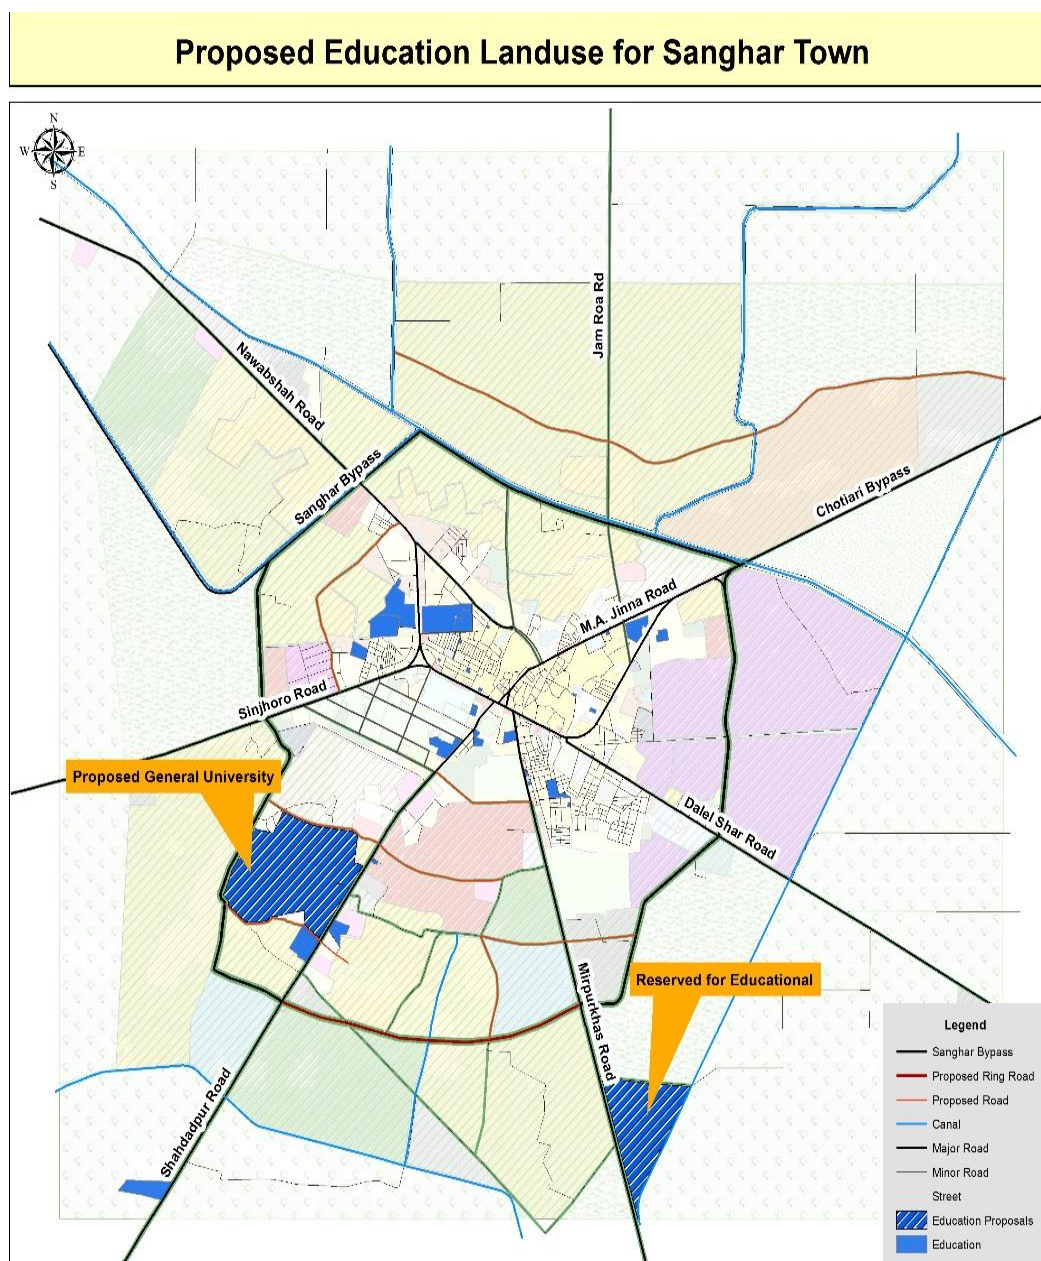 Proposed Education Landuse for Sanghar Town
N
W E
S
Jam Roa Rd
Nawabshah Road
Sanghar Bypass
Chotiari Bypass
M.A. Jinna Road
Sinjhoro Road
Proposed General University
Dalel Shar Road
Reserved for Educational
Mirpurkhas Road
Shahdadpur Road
Legend
Sanghar Bypass
Proposed Ring Road
Proposed Road
Canal
Major Road
Minor Road
Street
Education Proposals
Education